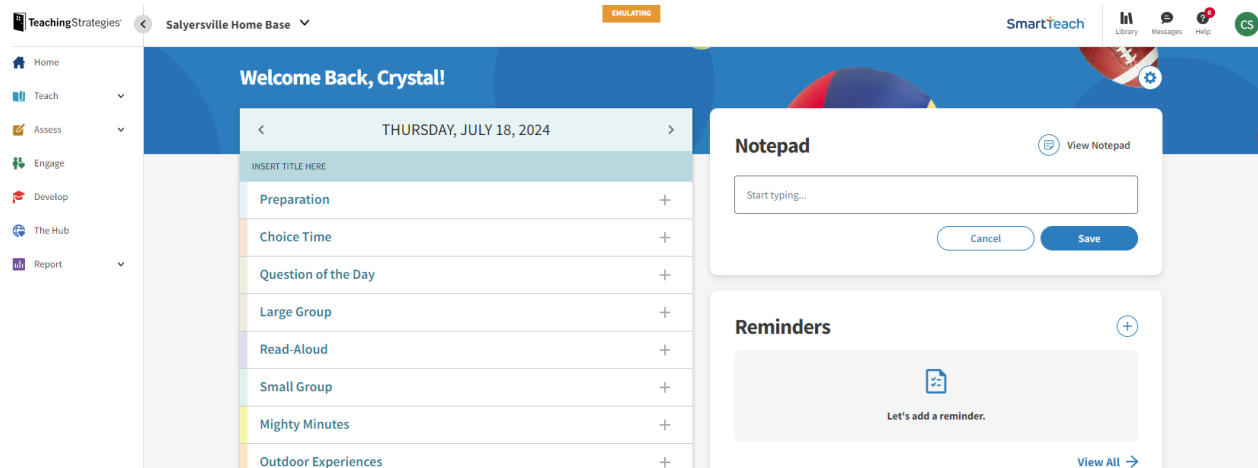 TeachingStrategies®
Salyersville Home Base
EMULATING
SmartTeach
Library
Messages
6
Help
CS
Home
Teach
Assess
Engage
Develop
The Hub
Report
Welcome Back, Crystal!
THURSDAY, JULY 18, 2024
INSERT TITLE HERE
Preparation
Choice Time
Question of the Day
Large Group
Read-Aloud
Small Group
Mighty Minutes
Outdoor Experiences
Notepad
View Notepad
Start typing...
Cancel
Save
Reminders
Let's add a reminder.
View All